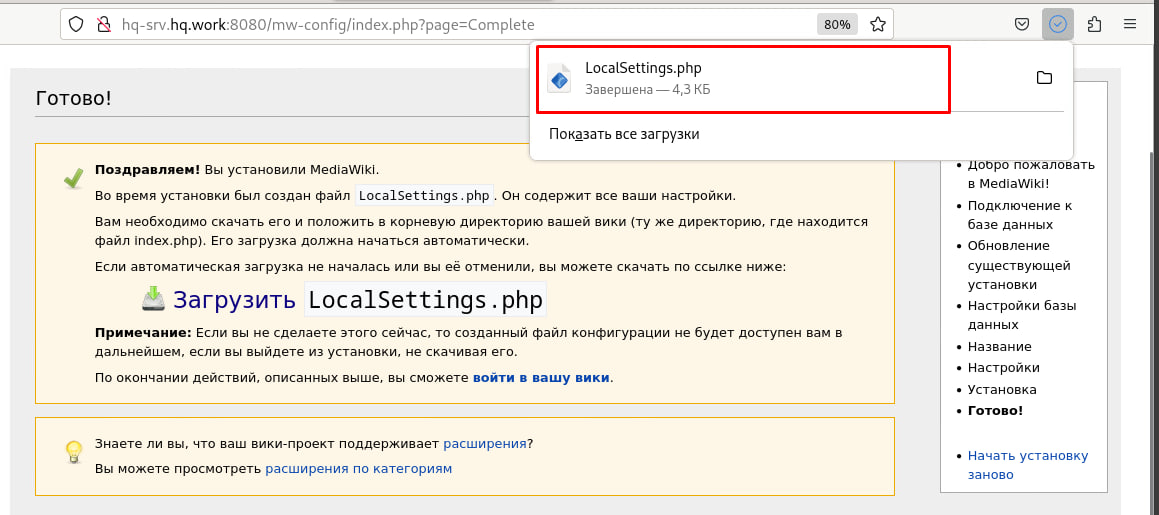 hq-srv.hq.work:8080/mw-config/index.php?page=Complete
80%
LocalSettings.php
Завершена — 4,3 КБ
Показать все загрузки
Готово!
Поздравляем! Вы установили MediaWiki.
Во время установки был создан файл LocalSettings.php. Он содержит все ваши настройки.
Вам необходимо скачать его и положить в корневую директорию вашей вики (ту же директорию, где находится
файл index.php). Его загрузка должна начаться автоматически.
Если автоматическая загрузка не началась или вы её отменили, вы можете скачать по ссылке ниже:
Загрузить LocalSettings.php
Примечание: Если вы не сделаете этого сейчас, то созданный файл конфигурации не будет доступен вам в
дальнейшем, если вы выйдете из установки, не скачивая его.
По окончании действий, описанных выше, вы сможете войти в вашу вики.
Знаете ли вы, что ваш вики-проект поддерживает расширения?
Вы можете просмотреть расширения по категориям
• Добро пожаловать
в MediaWiki!
• Подключение к
базе данных
• Обновление
существующей
установки
• Настройки базы
данных
• Название
• Настройки
• Установка
• Готово!
• Начать установку
заново